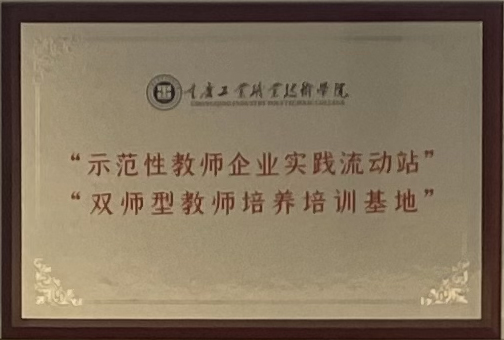 重庆工业职业技术学院
CHONGQING INDUSTRY POLYTECHNIC COLLEGE
“示范性教师企业实践流动站”
“双师型教师培养培训基地”